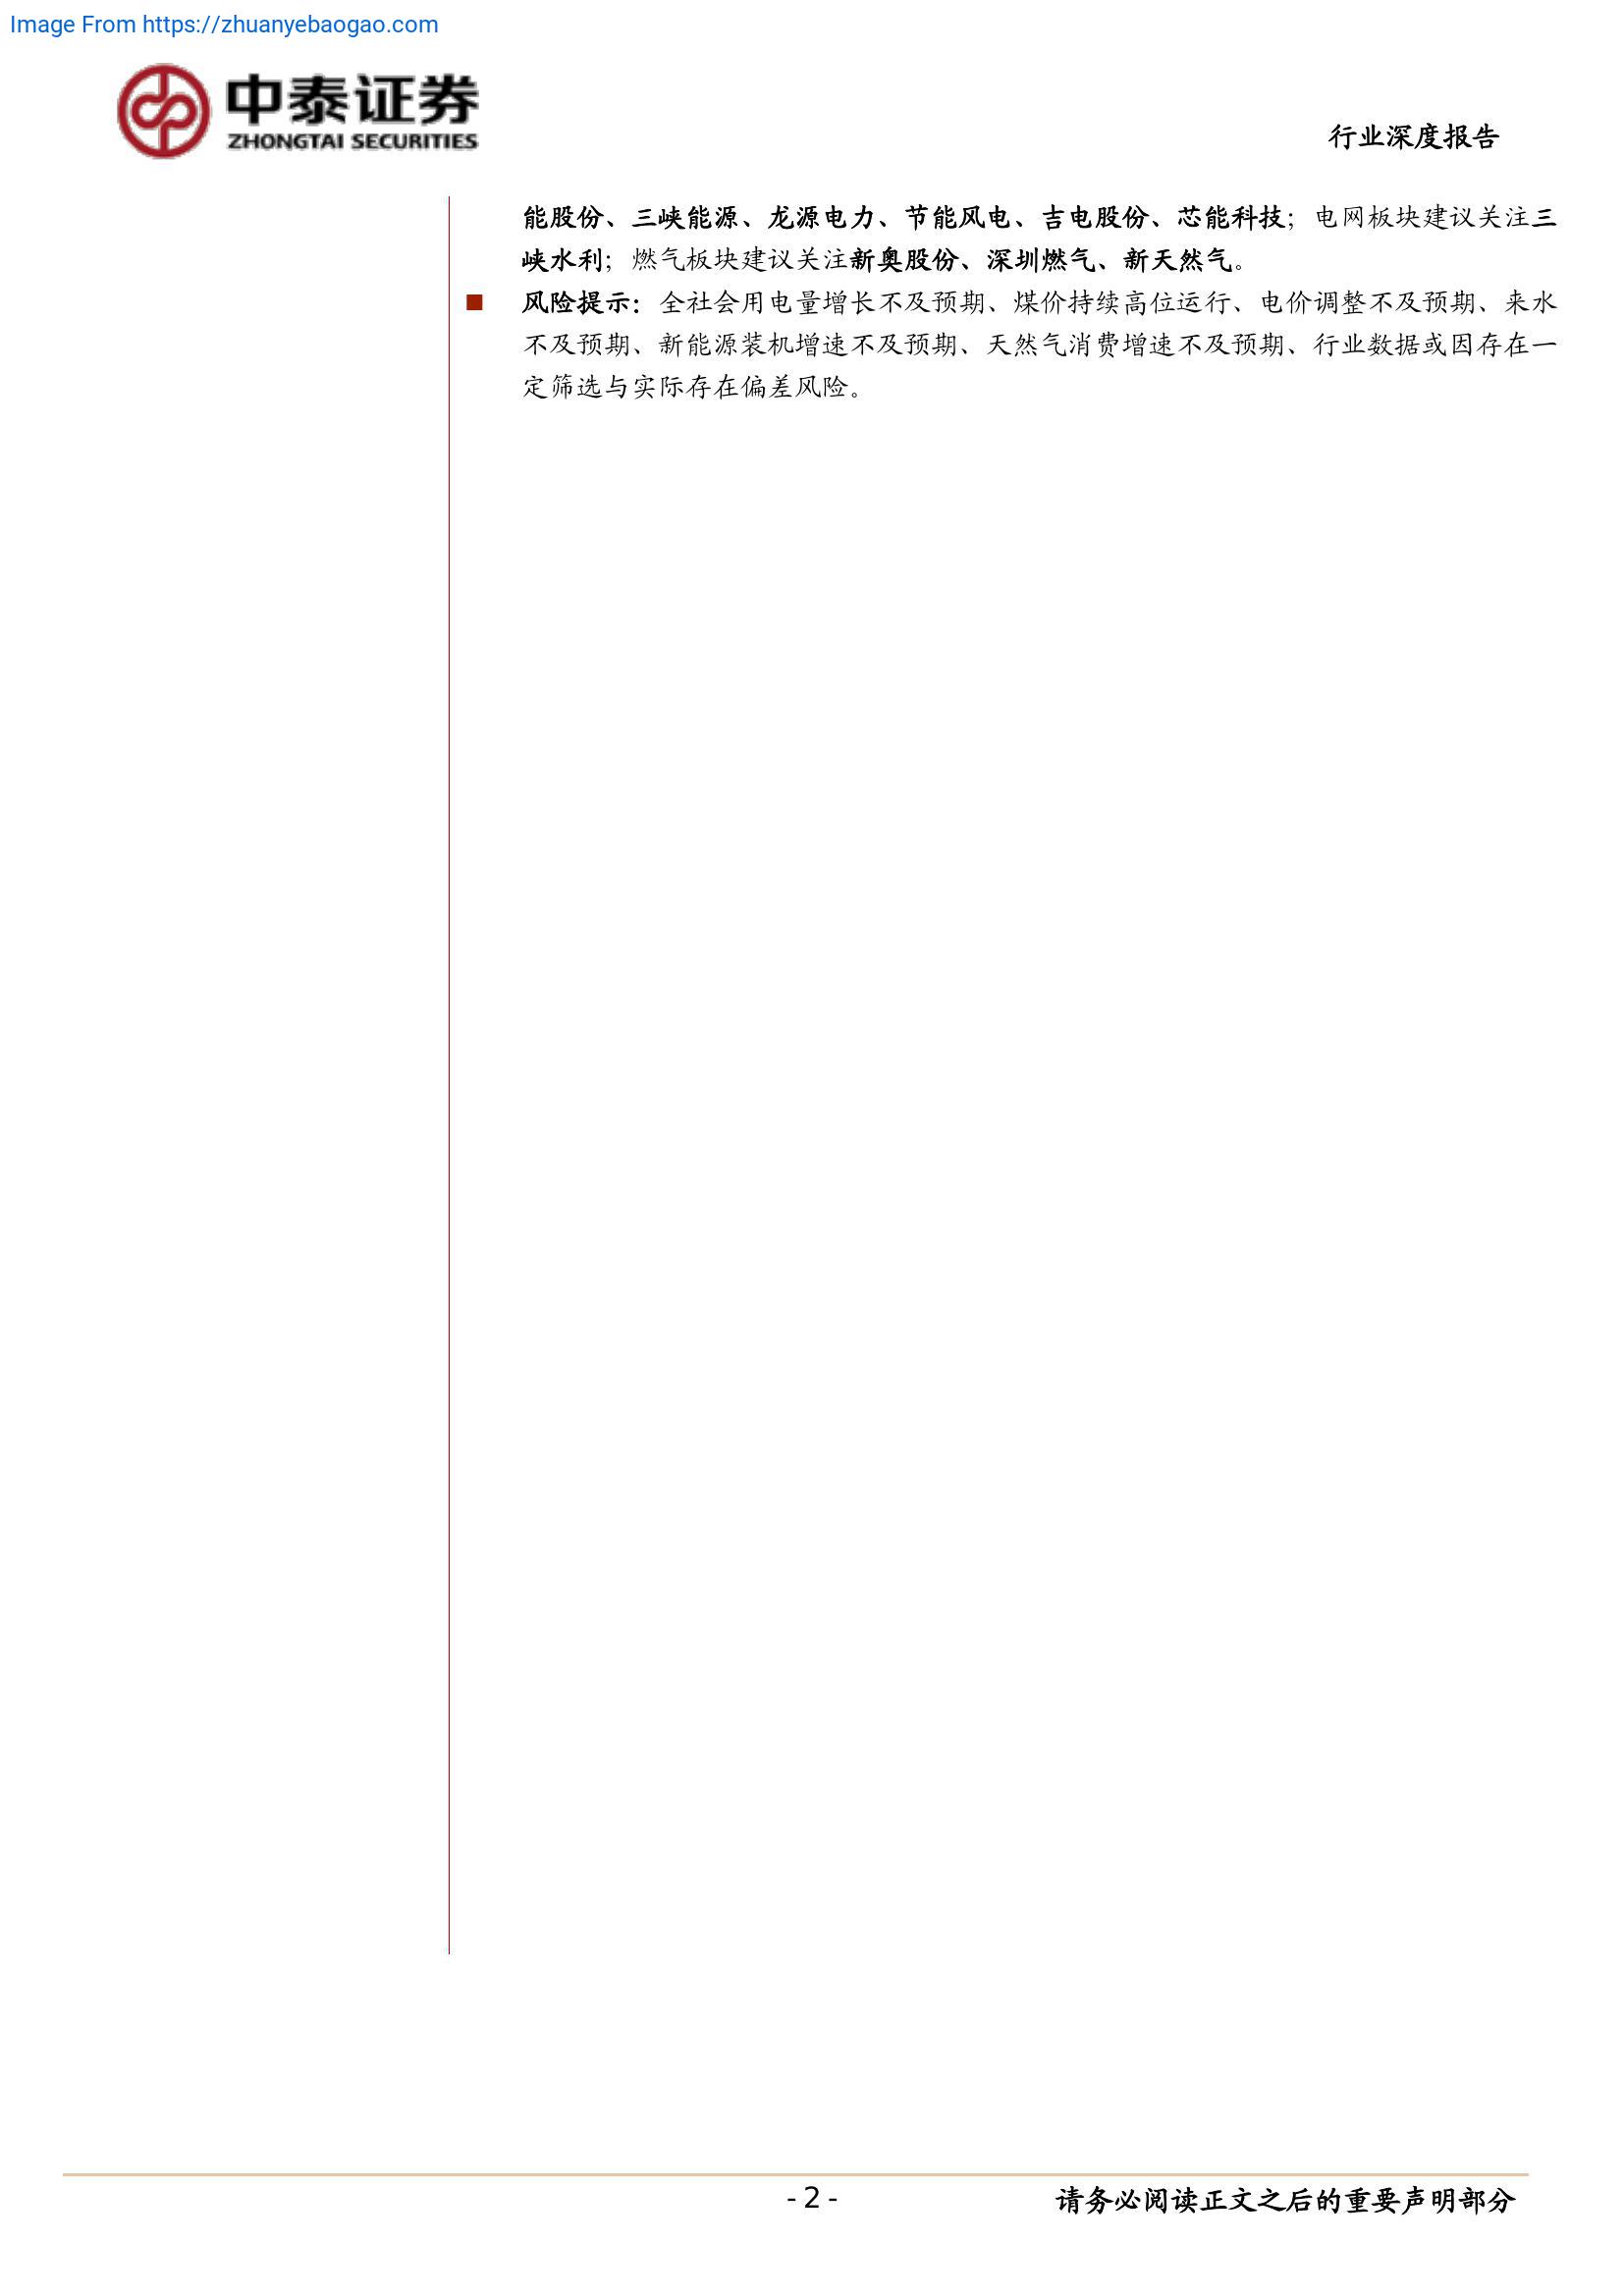 Image From https://zhuanyebaogao.com
中泰证券
ZHONGTAI SECURITIES
行业深度报告
能股份、三峡能源、龙源电力、节能风电、吉电股份、芯能科技；电网板块建议关注三
峡水利；燃气板块建议关注新奥股份、深圳燃气、新天然气。
■ 风险提示：全社会用电量增长不及预期、煤价持续高位运行、电价调整不及预期、来水
不及预期、新能源装机增速不及预期、天然气消费增速不及预期、行业数据或因存在一
定筛选与实际存在偏差风险。
- 2 -
请务必阅读正文之后的重要声明部分